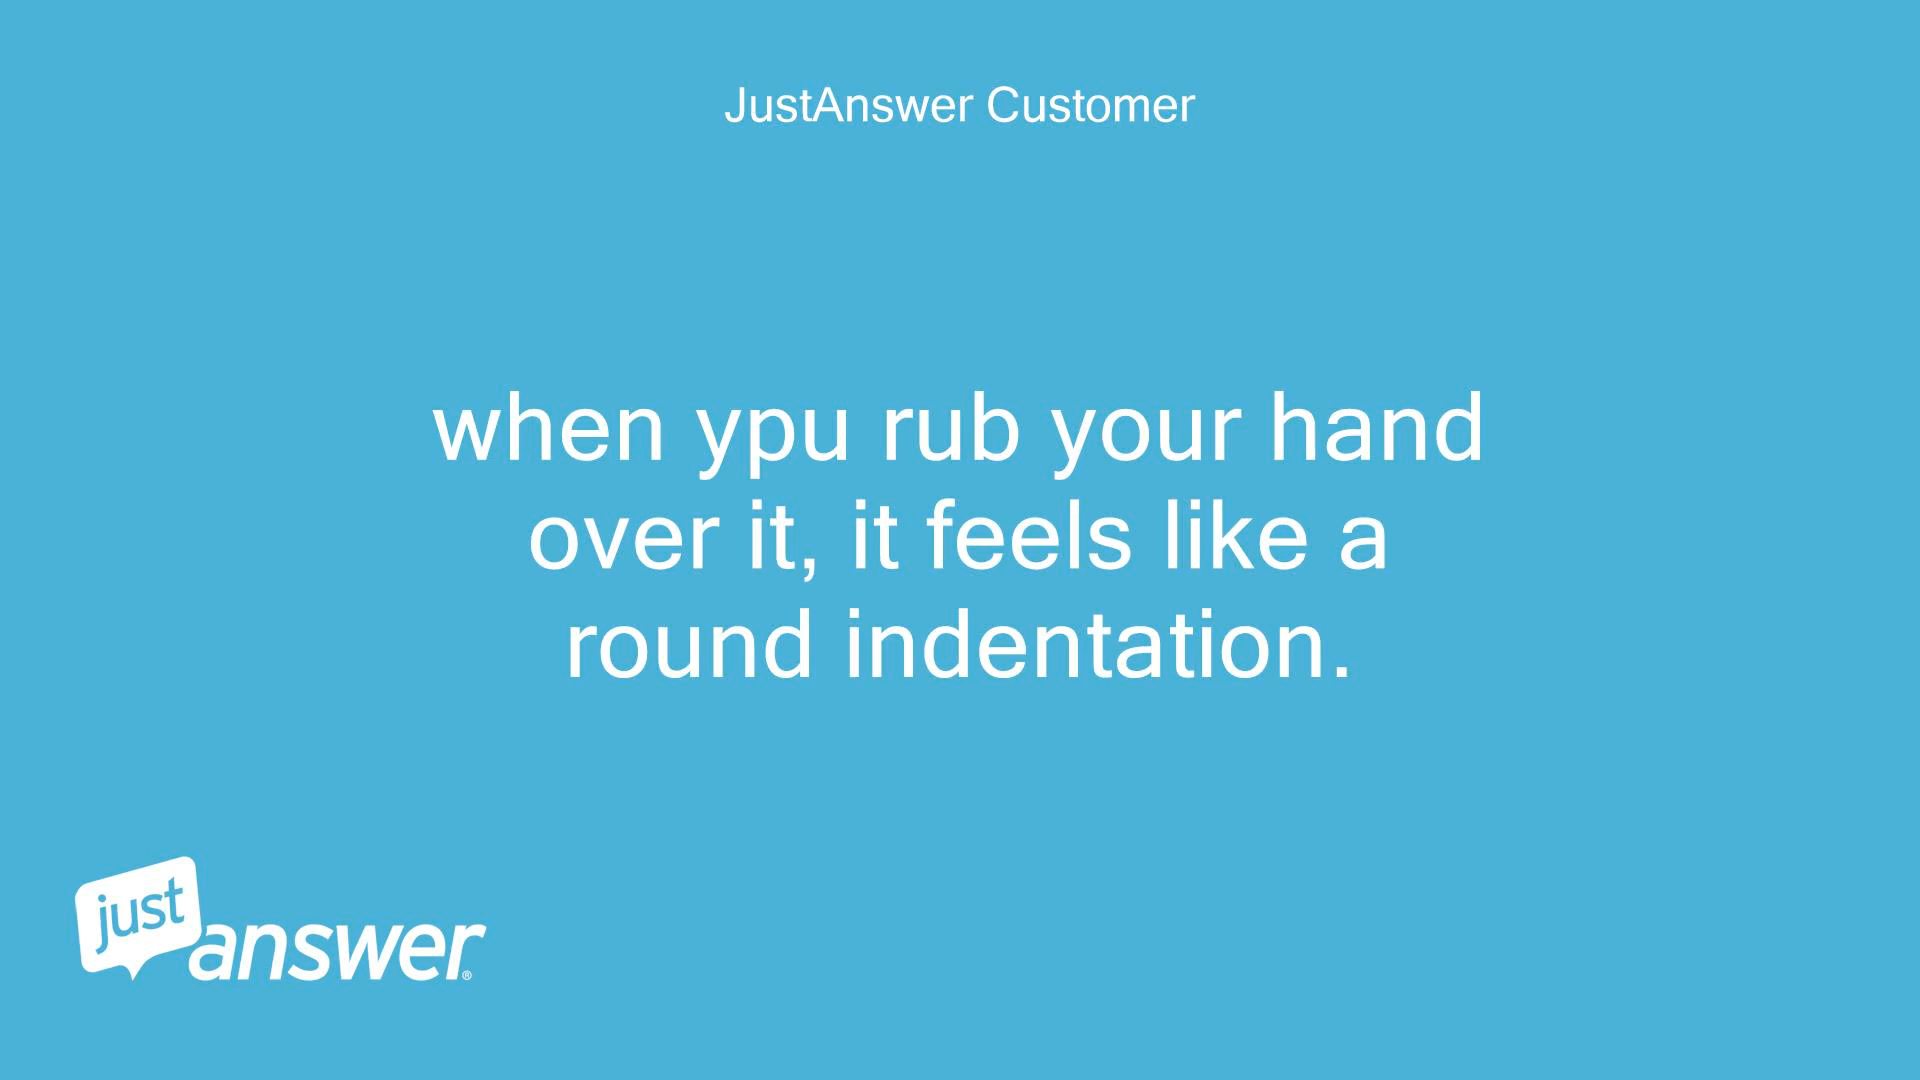 JustAnswer Customer
when ypu rub your hand
over it, it feels like a
round indentation.
just
answer®